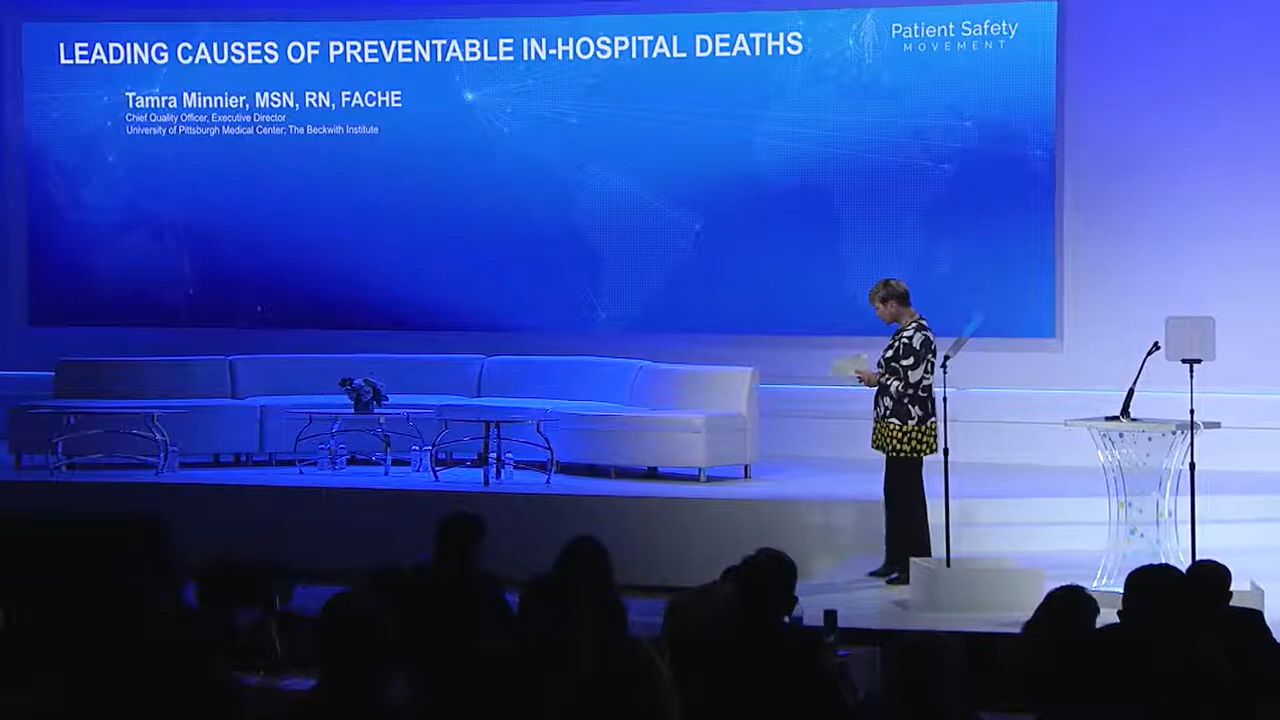 LEADING CAUSES OF PREVENTABLE IN-HOSPITAL DEATHS
Patient Safety
MOVEMENT
Tamra Minnier, MSN, RN, FACHE
Chief Quality Officer, Executive Director
University of Pittsburgh Medical Center; The Beckwith Institute